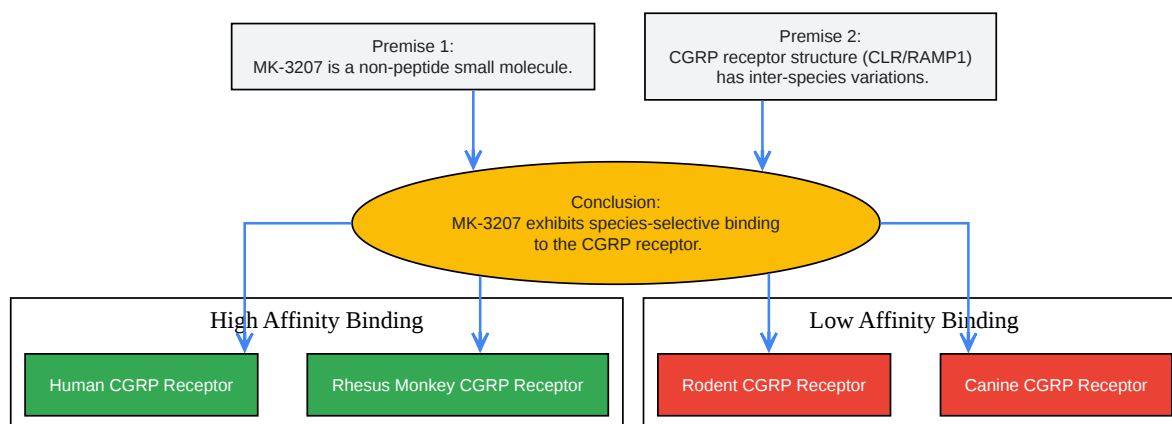 Premise 1:
MK-3207 is a non-peptide small molecule.
Premise 2:
CGRP receptor structure (CLR/RAMP1)
has inter-species variations.
Conclusion:
MK-3207 exhibits species-selective binding
to the CGRP receptor.
High Affinity Binding
Low Affinity Binding
Human CGRP Receptor
Rhesus Monkey CGRP Receptor
Rodent CGRP Receptor
Canine CGRP Receptor